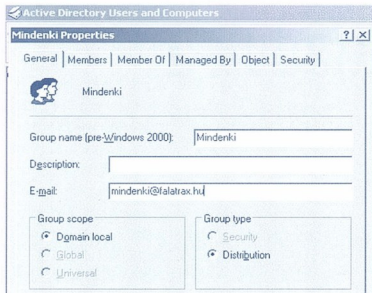 Active Directory Users and Computers
Mindenki Properties
General Members Member Of Managed By Object Security
Mindenki
Group name (pre-Windows 2000): Mindenki
Description:
E-mail: mindenki@falatrax.hu
Group scope
Domain local
Global
Universal
Group type
Security
Distribution